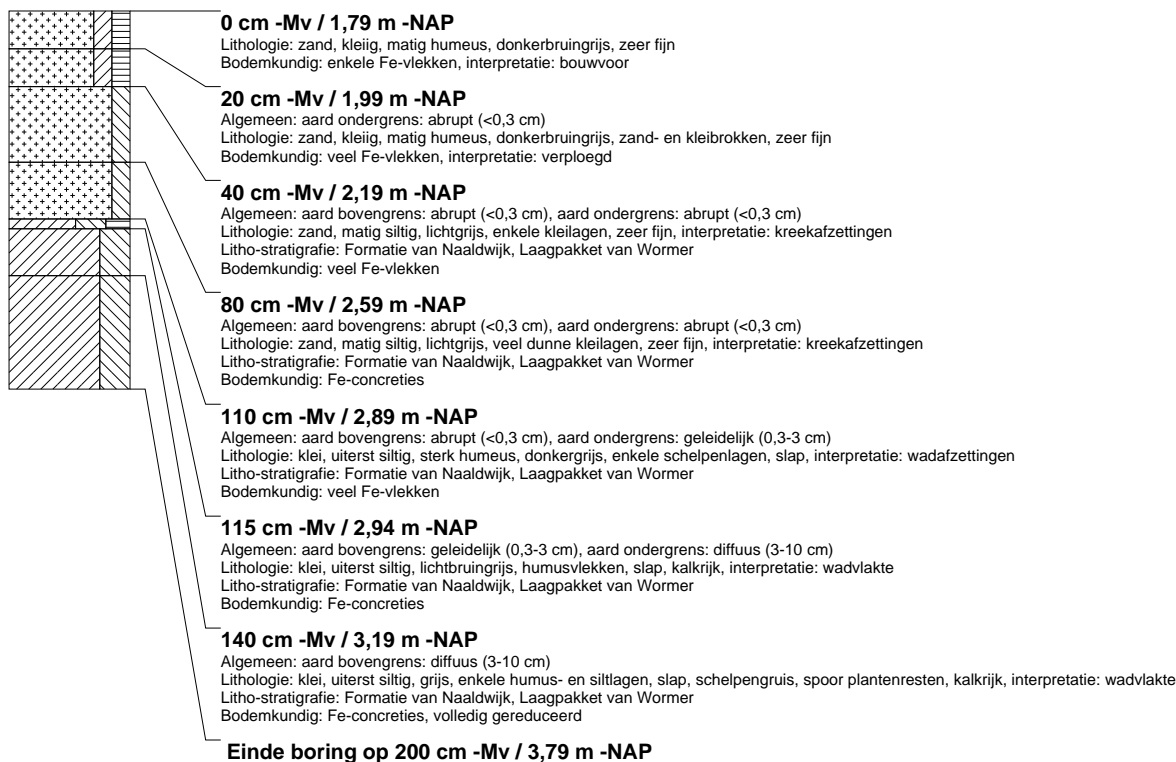 0 cm -Mv / 1,79 m -NAP
Lithologie: zand, kleiig, matig humeus, donkerbruingrijs, zeer fijn
Bodemkundig: enkele Fe-vlekken, interpretatie: bouwvoor
20 cm -Mv / 1,99 m -NAP
Algemeen: aard ondergrens: abrupt (<0,3 cm)
Lithologie: zand, kleiig, matig humeus, donkerbruingrijs, zand- en kleibrokken, zeer fijn
Bodemkundig: veel Fe-vlekken, interpretatie: verploegd
40 cm -Mv / 2,19 m -NAP
Algemeen: aard bovengrens: abrupt (<0,3 cm), aard ondergrens: abrupt (<0,3 cm)
Lithologie: zand, matig siltig, lichtgrijs, enkele kleilagen, zeer fijn, interpretatie: kreekafzettingen
Litho-stratigrafie: Formatie van Naaldwijk, Laagpakket van Wormer
Bodemkundig: veel Fe-vlekken
80 cm -Mv / 2,59 m -NAP
Algemeen: aard bovengrens: abrupt (<0,3 cm), aard ondergrens: abrupt (<0,3 cm)
Lithologie: zand, matig siltig, lichtgrijs, veel dunne kleilagen, zeer fijn, interpretatie: kreekafzettingen
Litho-stratigrafie: Formatie van Naaldwijk, Laagpakket van Wormer
Bodemkundig: Fe-concreties
110 cm -Mv / 2,89 m -NAP
Algemeen: aard bovengrens: abrupt (<0,3 cm), aard ondergrens: geleidelijk (0,3-3 cm)
Lithologie: klei, uiterst siltig, sterk humeus, donkergrijs, enkele schelpenlagen, slap, interpretatie: wadafzettingen
Litho-stratigrafie: Formatie van Naaldwijk, Laagpakket van Wormer
Bodemkundig: veel Fe-vlekken
115 cm -Mv / 2,94 m -NAP
Algemeen: aard bovengrens: geleidelijk (0,3-3 cm), aard ondergrens: diffuus (3-10 cm)
Lithologie: klei, uiterst siltig, lichtbruingrijs, humusvlekken, slap, kalkrijk, interpretatie: wadvlakte
Litho-stratigrafie: Formatie van Naaldwijk, Laagpakket van Wormer
Bodemkundig: Fe-concreties
140 cm -Mv / 3,19 m -NAP
Algemeen: aard bovengrens: diffuus (3-10 cm)
Lithologie: klei, uiterst siltig, grijs, enkele humus- en siltlagen, slap, schelpengruis, spoor plantenresten, kalkrijk, interpretatie: wadvlakte
Litho-stratigrafie: Formatie van Naaldwijk, Laagpakket van Wormer
Bodemkundig: Fe-concreties, volledig gereduceerd
Einde boring op 200 cm -Mv / 3,79 m -NAP